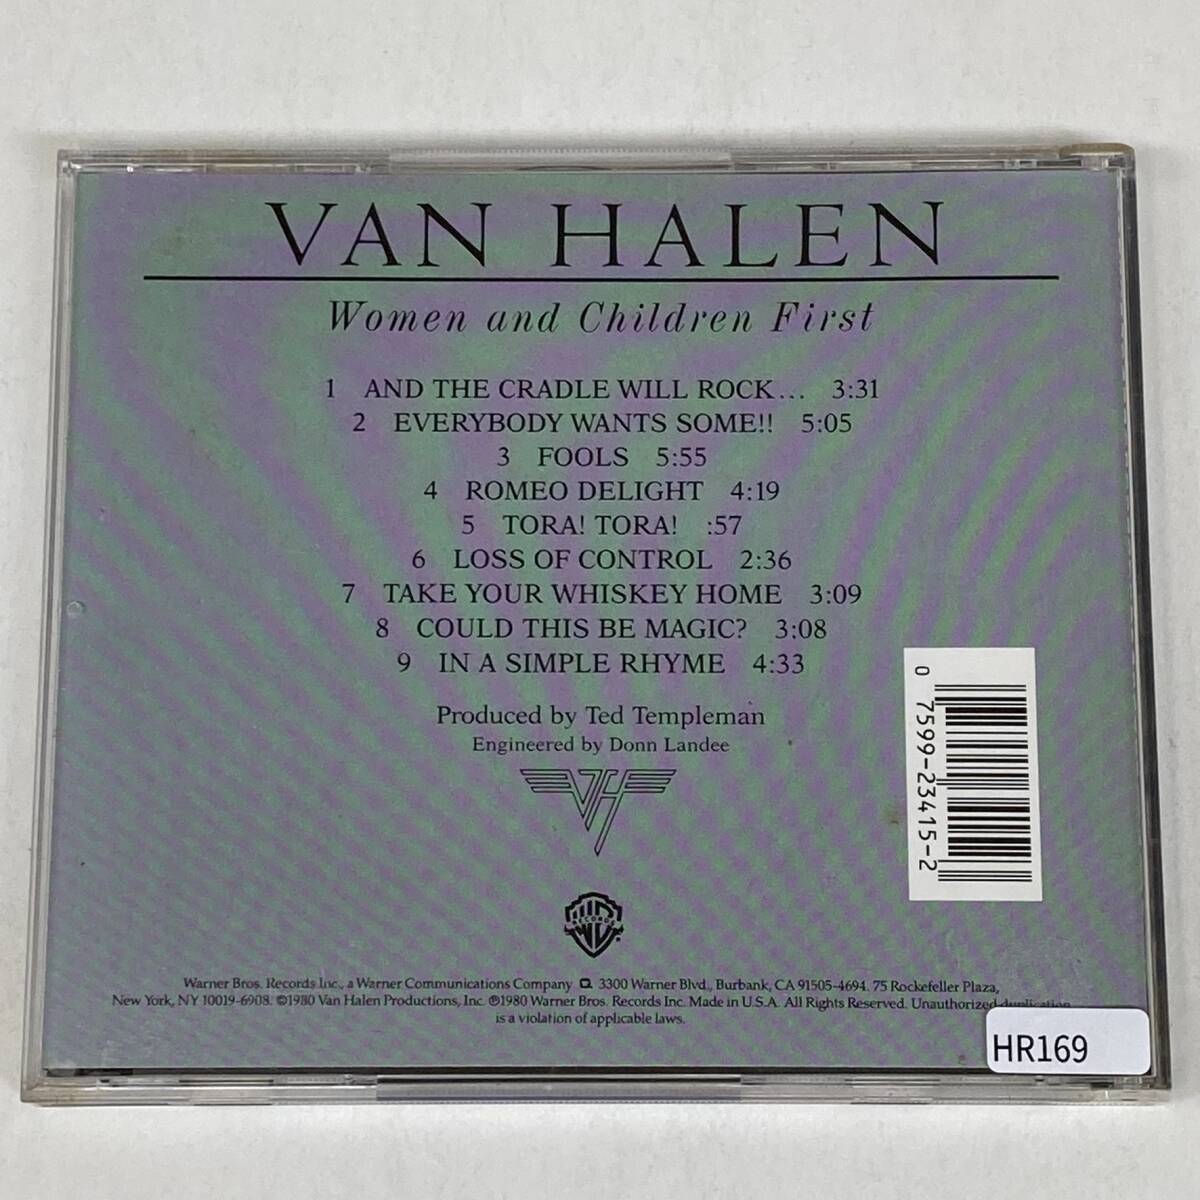 VAN HALEN
Women and Children First
1 AND THE CRADLE WILL ROCK... 3:31
2 EVERYBODY WANTS SOME!! 5:05
3 FOOLS 5:55
4 ROMEO DELIGHT 4:19
5 TORA! TORA! :57
6 LOSS OF CONTROL 2:36
7 TAKE YOUR WHISKEY HOME 3:09
8 COULD THIS BE MAGIC? 3:08
9 IN A SIMPLE RHYME 4:33
Produced by Ted Templeman
Engineered by Donn Landee
VH
0 7599-23415-2
WB
RECORDS
Warner Bros. Records Inc., a Warner Communications Company 3300 Warner Blvd., Burbank, CA 91505-4694. 75 Rockefeller Plaza,
New York, NY 10019-6908. ©1980 Van Halen Productions, Inc. ℗1980 Warner Bros. Records Inc. Made in U.S.A. All Rights Reserved. Unauthorized duplication
is a violation of applicable laws.
HR169